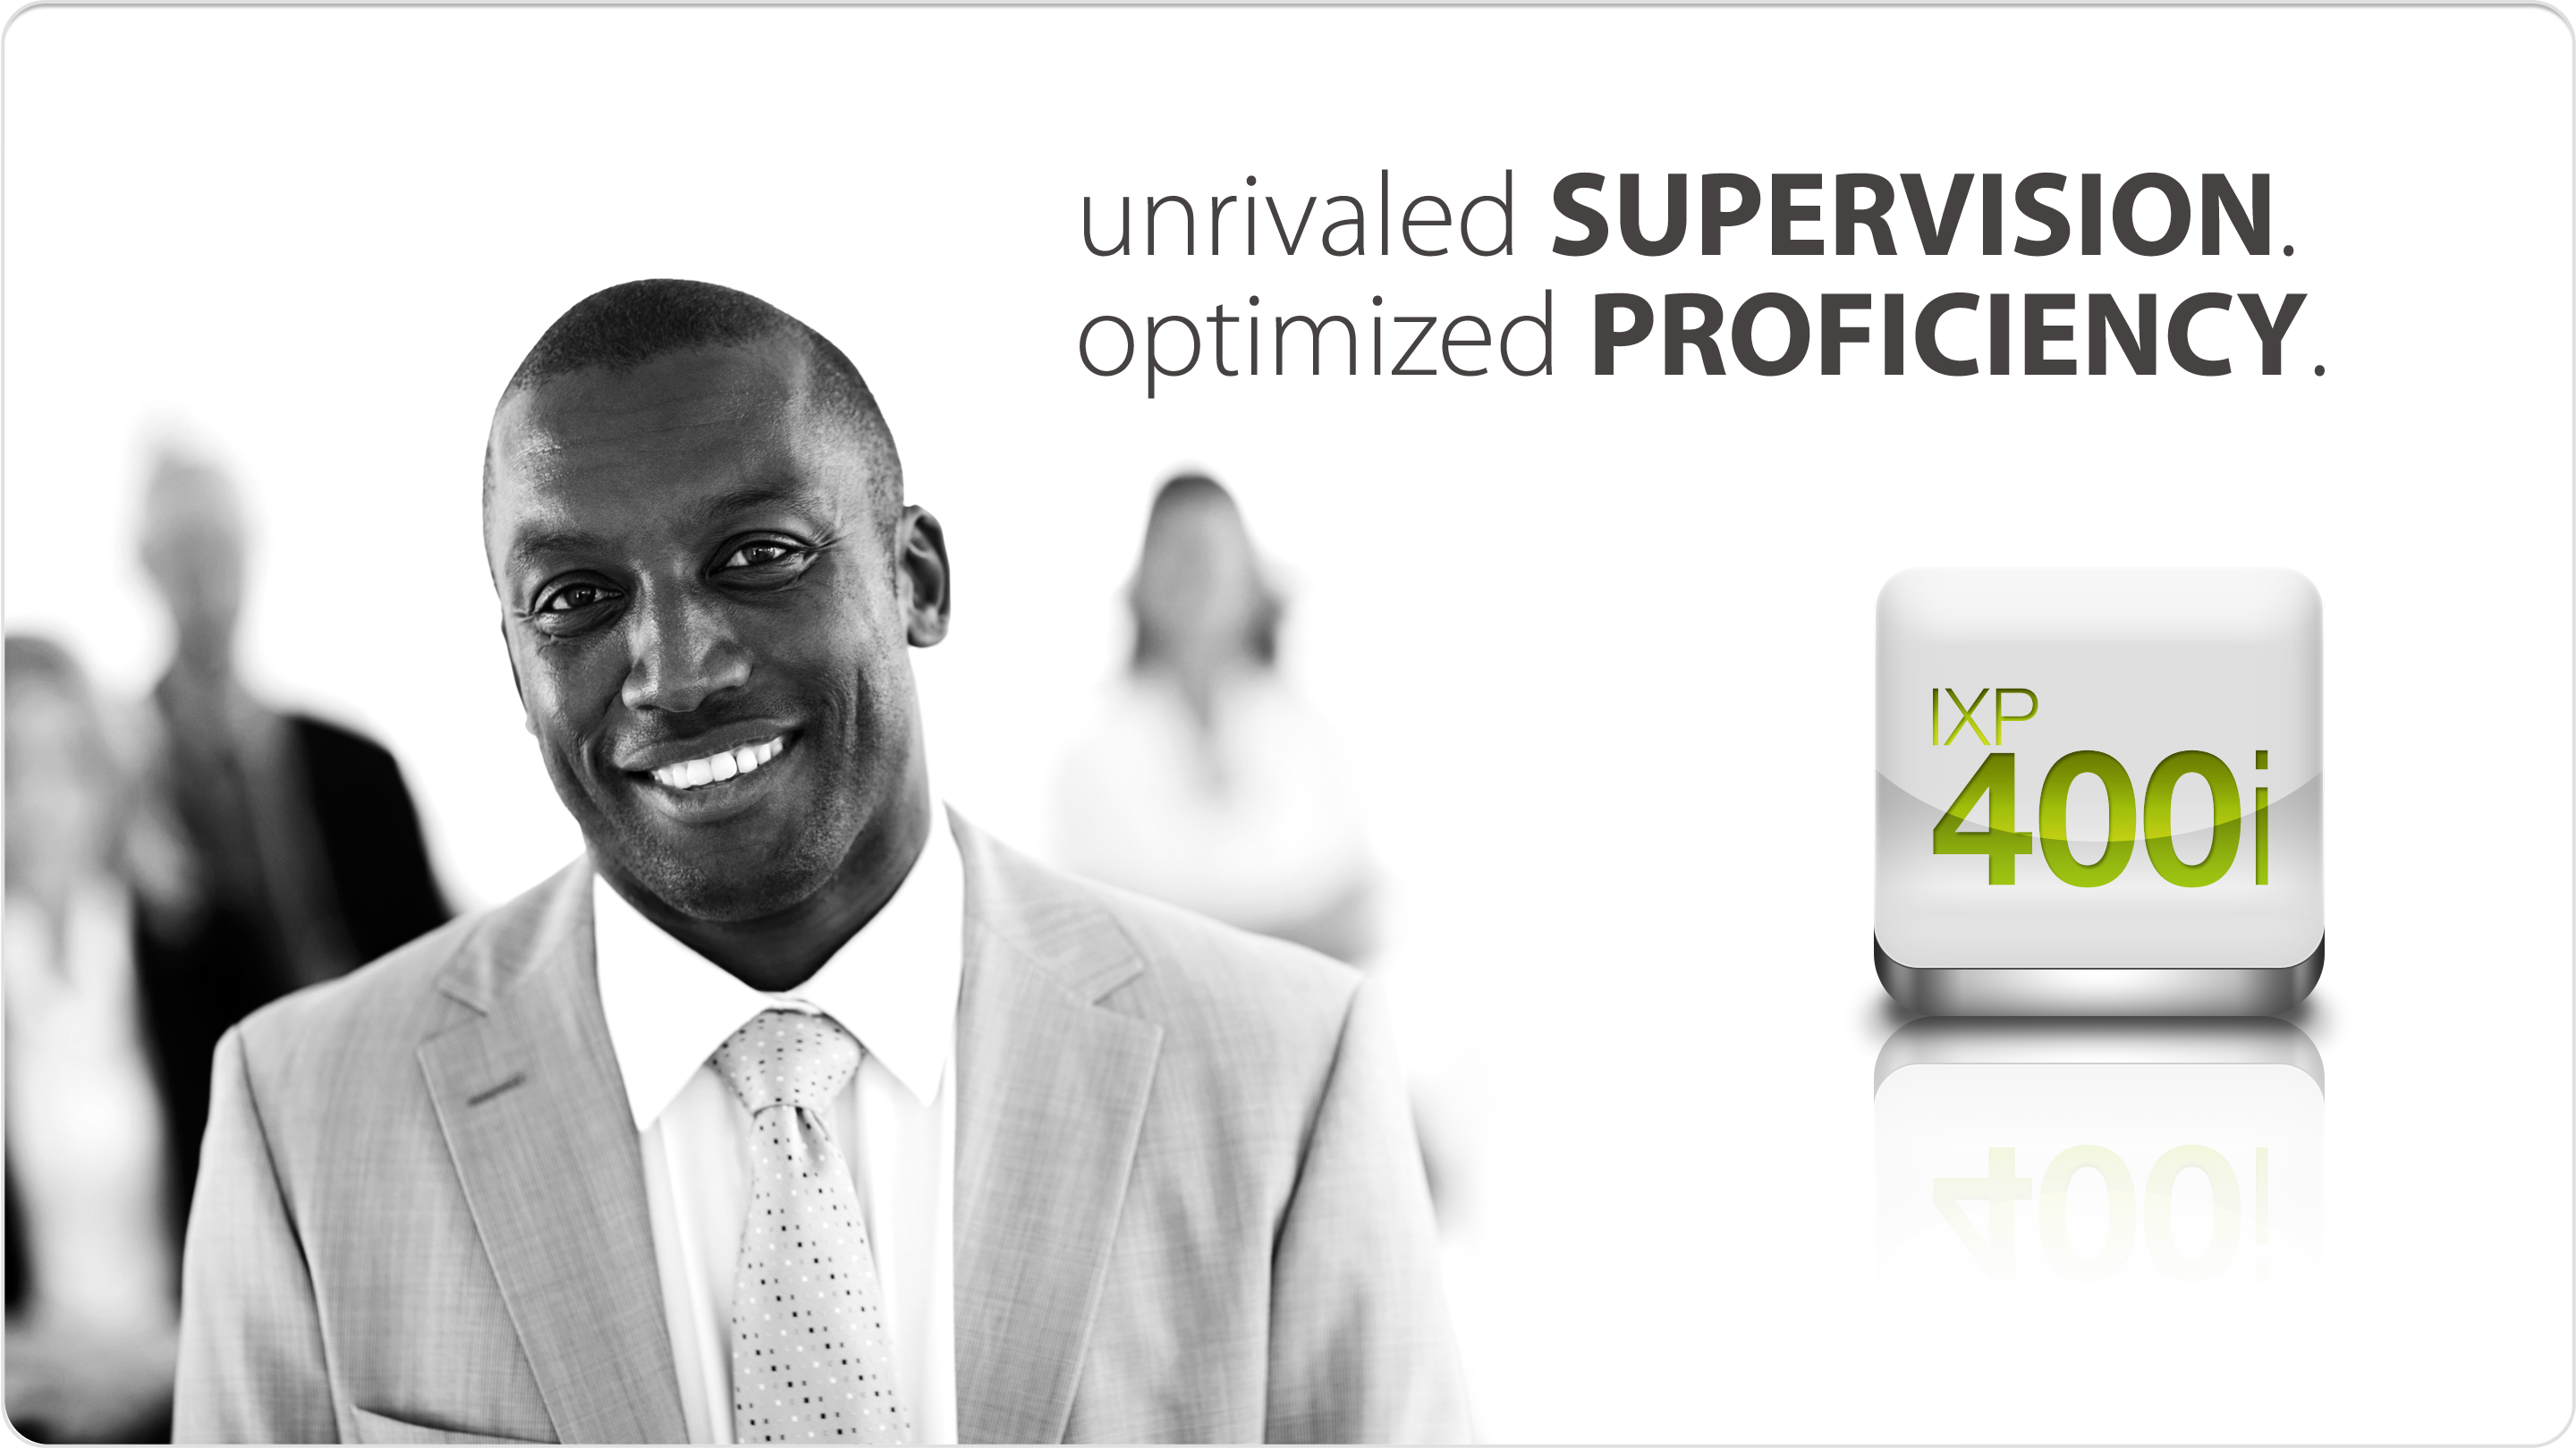 unrivaled SUPERVISION.
optimized PROFICIENCY.
IXP
400i